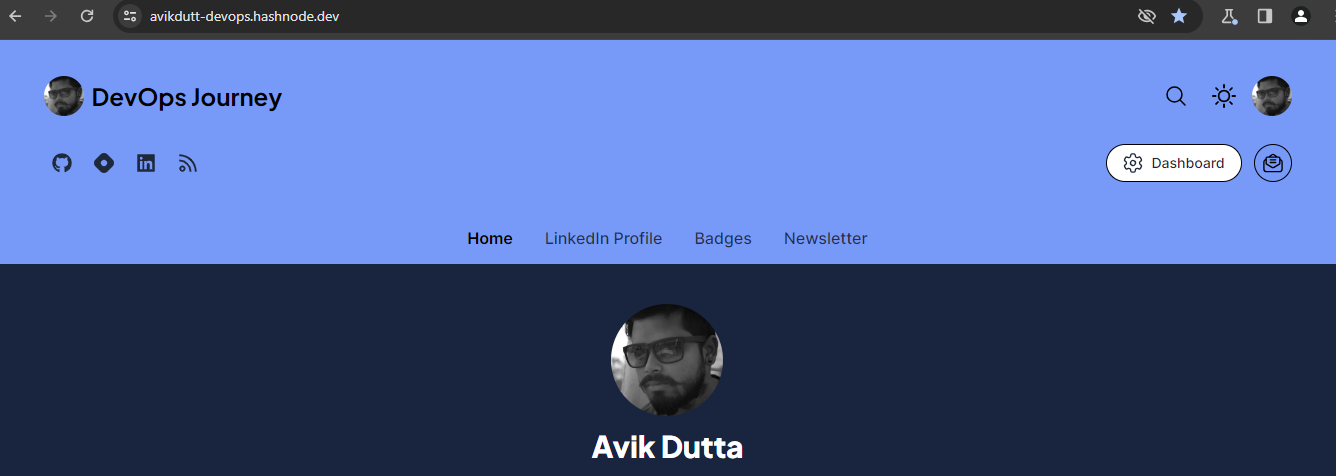 avikdutt-devops.hashnode.dev
DevOps Journey
Dashboard
Home LinkedIn Profile Badges Newsletter
Avik Dutta